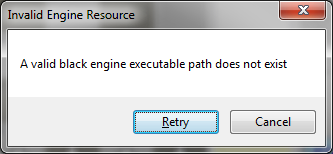 Invalid Engine Resource
A valid black engine executable path does not exist
Retry
Cancel